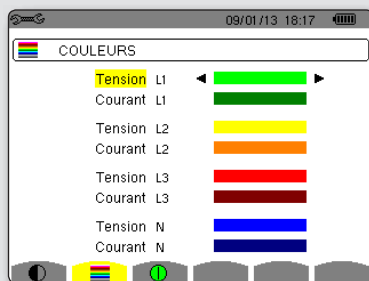 09/01/13 18:17
COULEURS
Tension L1
Courant L1
Tension L2
Courant L2
Tension L3
Courant L3
Tension N
Courant N